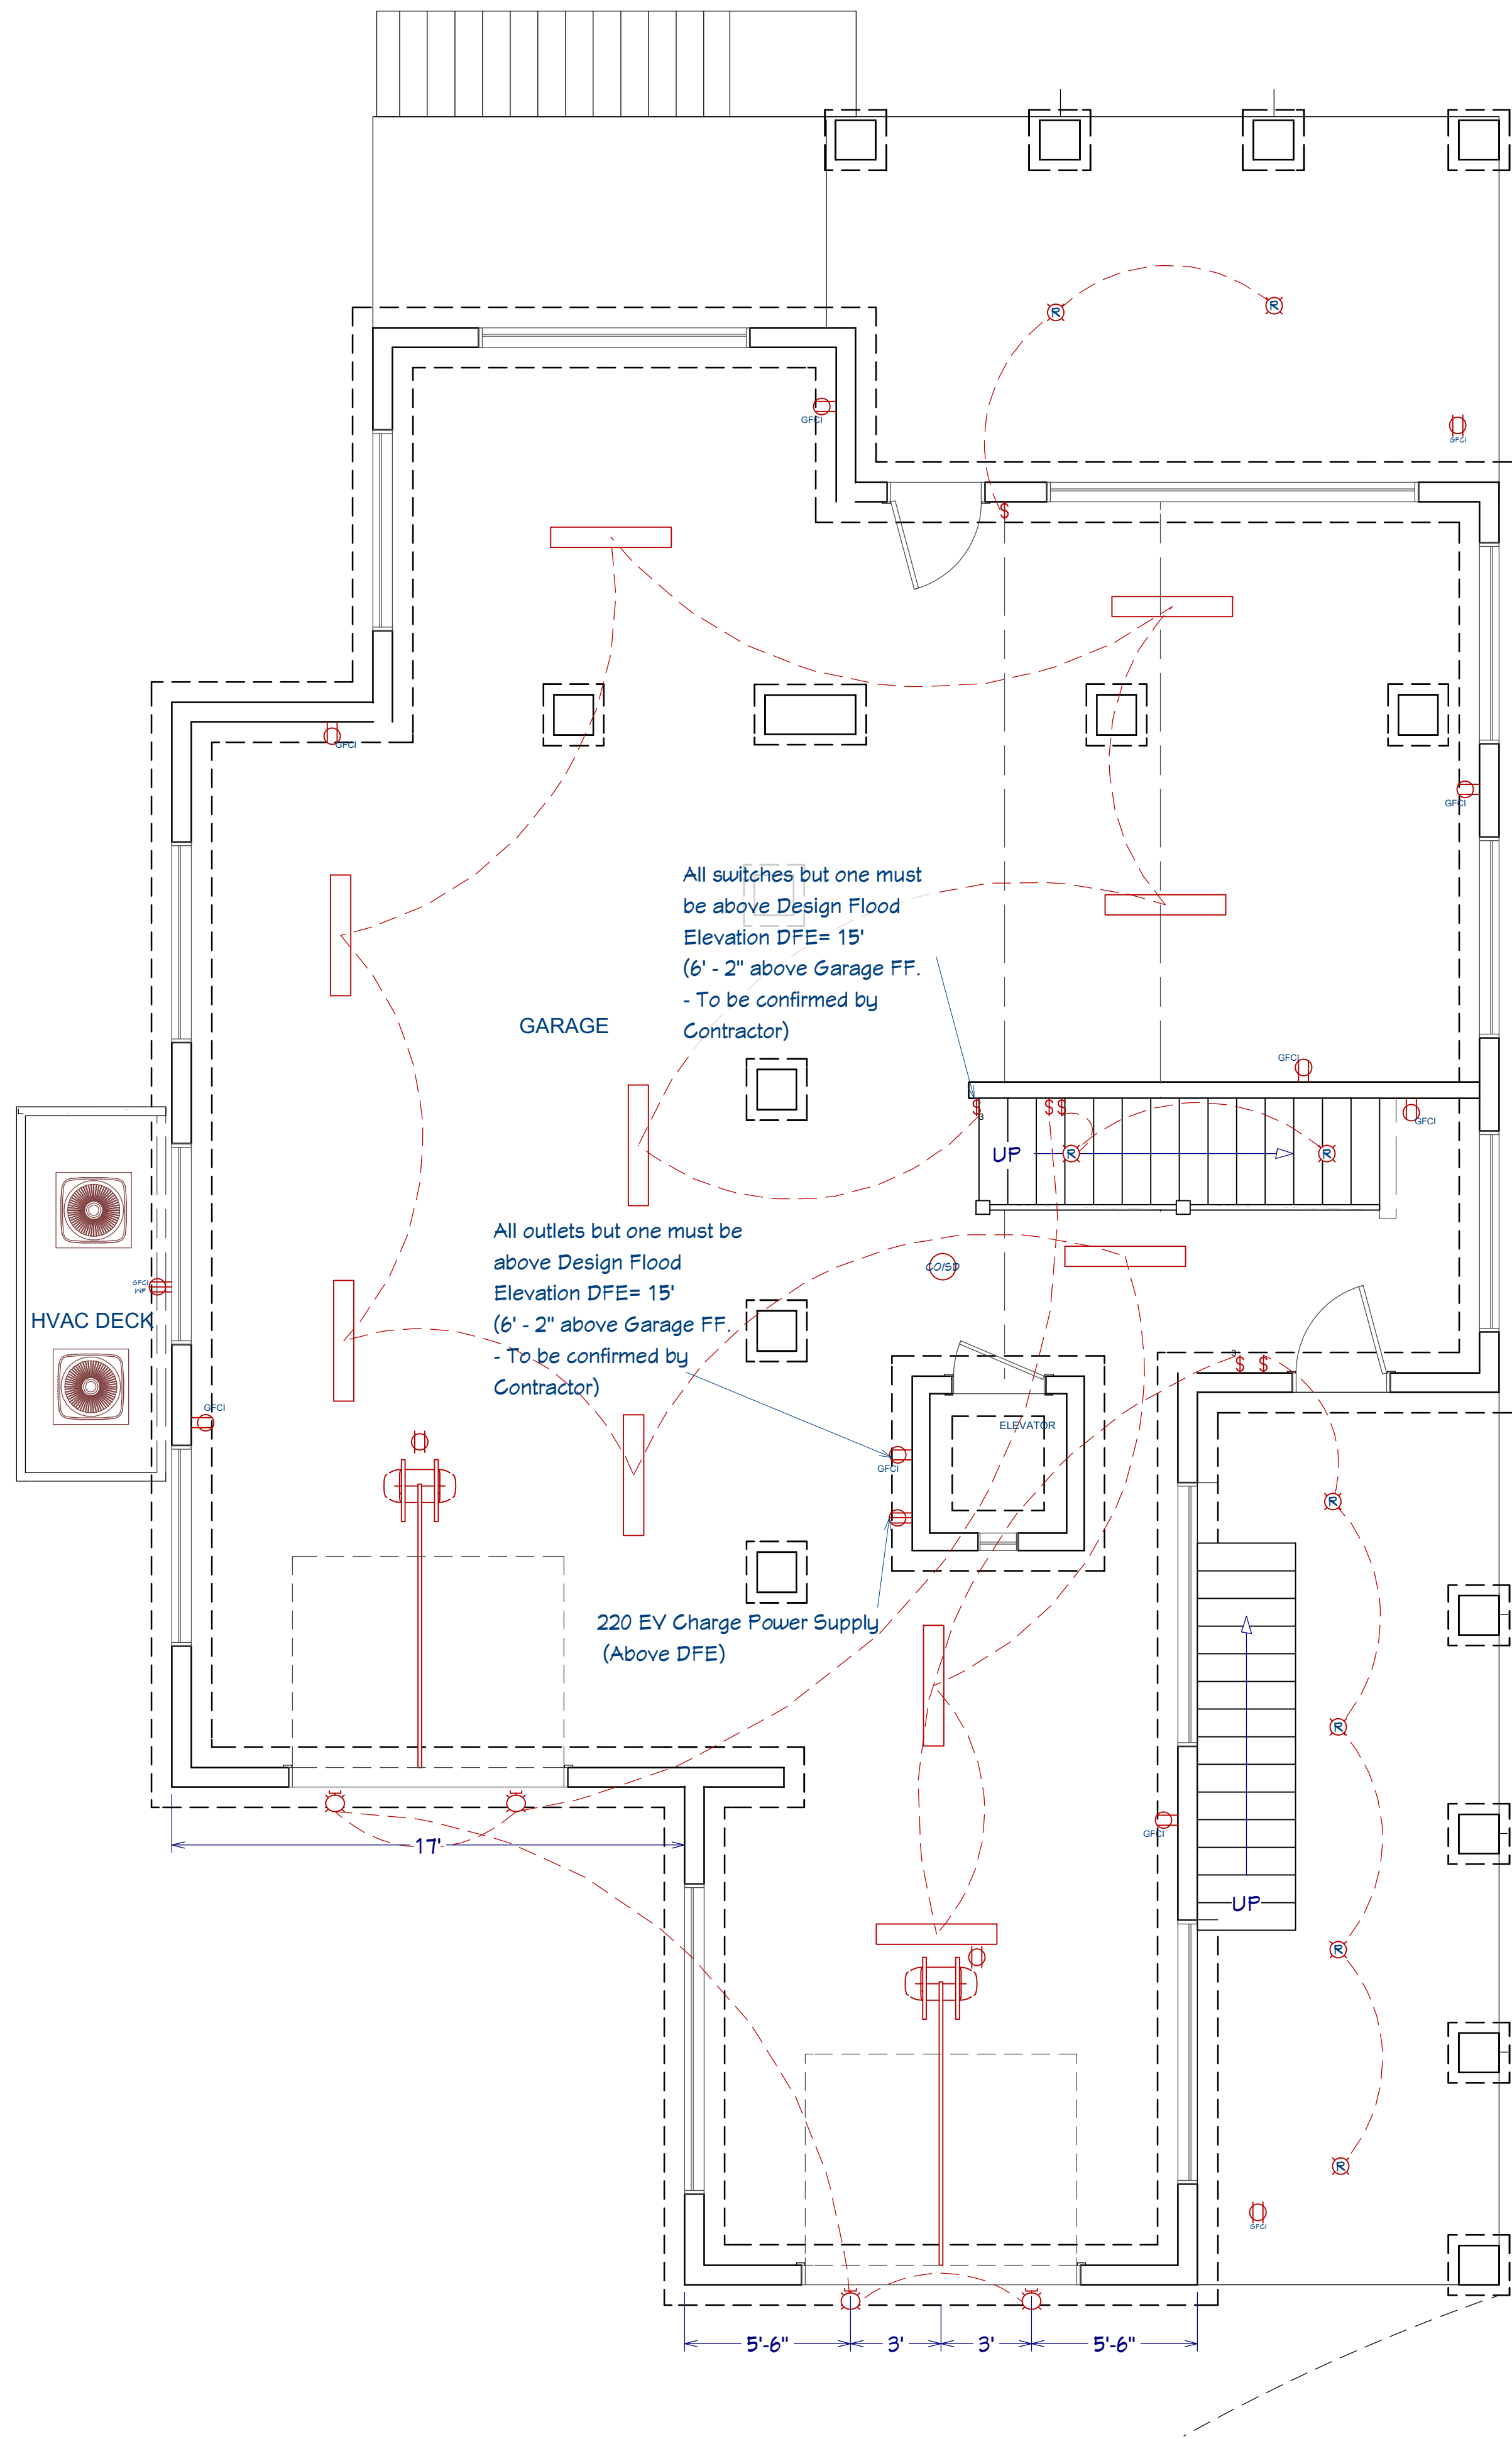 R
R
GFCI
GFCI
$
GFCI
GFCI
All switches but one must
be above Design Flood
Elevation DFE= 15'
(6' - 2" above Garage FF.
- To be confirmed by
Contractor)
GARAGE
GFCI
$
3
$ $
GFCI
UP
R
R
All outlets but one must be
above Design Flood
Elevation DFE= 15'
(6' - 2" above Garage FF.
- To be confirmed by
Contractor)
CO/SD
GFCI
WP
HVAC DECK
3
$ $
GFCI
ELEVATOR
GFCI
R
220 EV Charge Power Supply
(Above DFE)
R
GFCI
17'
UP
R
R
GFCI
5'-6"
3'
3'
5'-6"